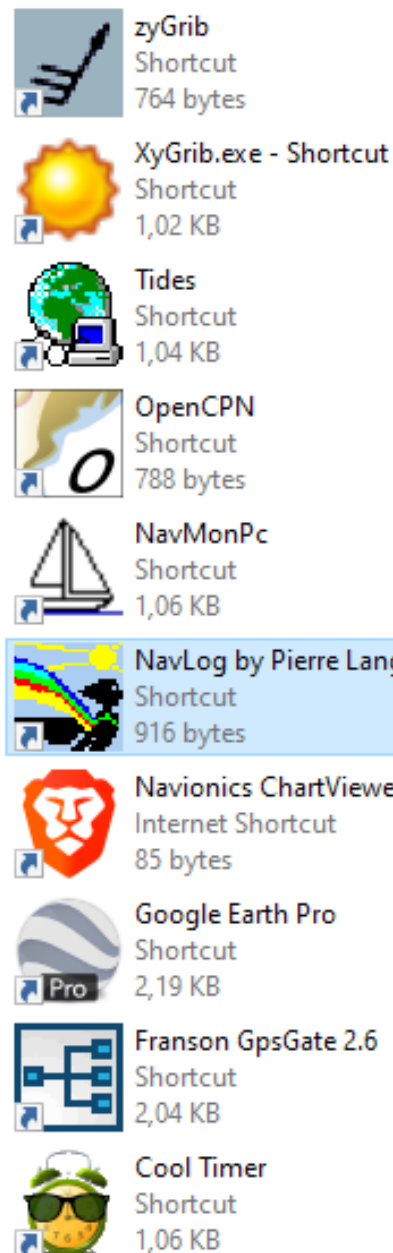 zyGrib
Shortcut
764 bytes
XyGrib.exe - Shortcut
Shortcut
1,02 KB
Tides
Shortcut
1,04 KB
OpenCPN
Shortcut
788 bytes
NavMonPc
Shortcut
1,06 KB
NavLog by Pierre Lang
Shortcut
916 bytes
Navionics ChartViewe
Internet Shortcut
85 bytes
Google Earth Pro
Shortcut
Pro 2,19 KB
Franson GpsGate 2.6
Shortcut
2,04 KB
Cool Timer
Shortcut
1,06 KB